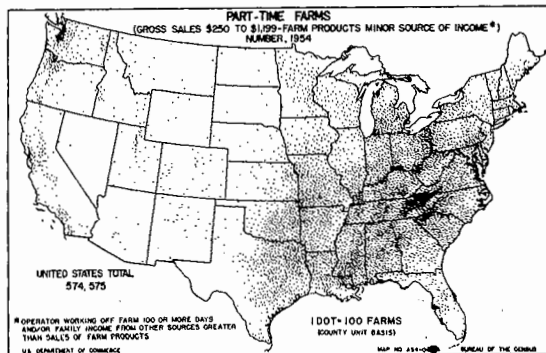 PART-TIME FARMS
(GROSS SALES $250 TO $1,199-FARM PRODUCTS MINOR SOURCE OF INCOME*)
NUMBER, 1954
UNITED STATES TOTAL
574,575
*OPERATOR WORKING OFF FARM 100 OR MORE DAYS
AND/OR FAMILY INCOME FROM OTHER SOURCES GREATER
THAN SALES OF FARM PRODUCTS
1 DOT=100 FARMS
(COUNTY UNIT BASIS)
U.S. DEPARTMENT OF COMMERCE
MAP NO. BUREAU OF THE CENSUS